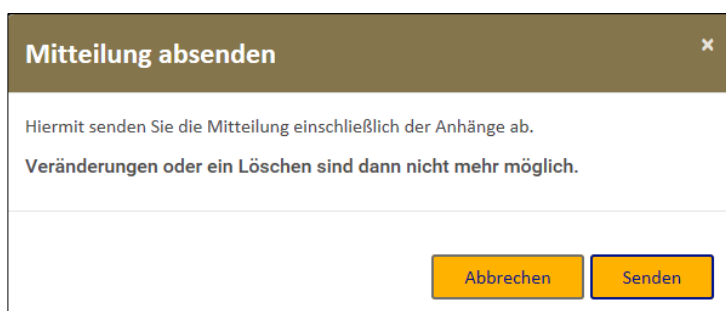 Mitteilung absenden
×
Hiermit senden Sie die Mitteilung einschließlich der Anhänge ab.
Veränderungen oder ein Löschen sind dann nicht mehr möglich.
Abbrechen
Senden